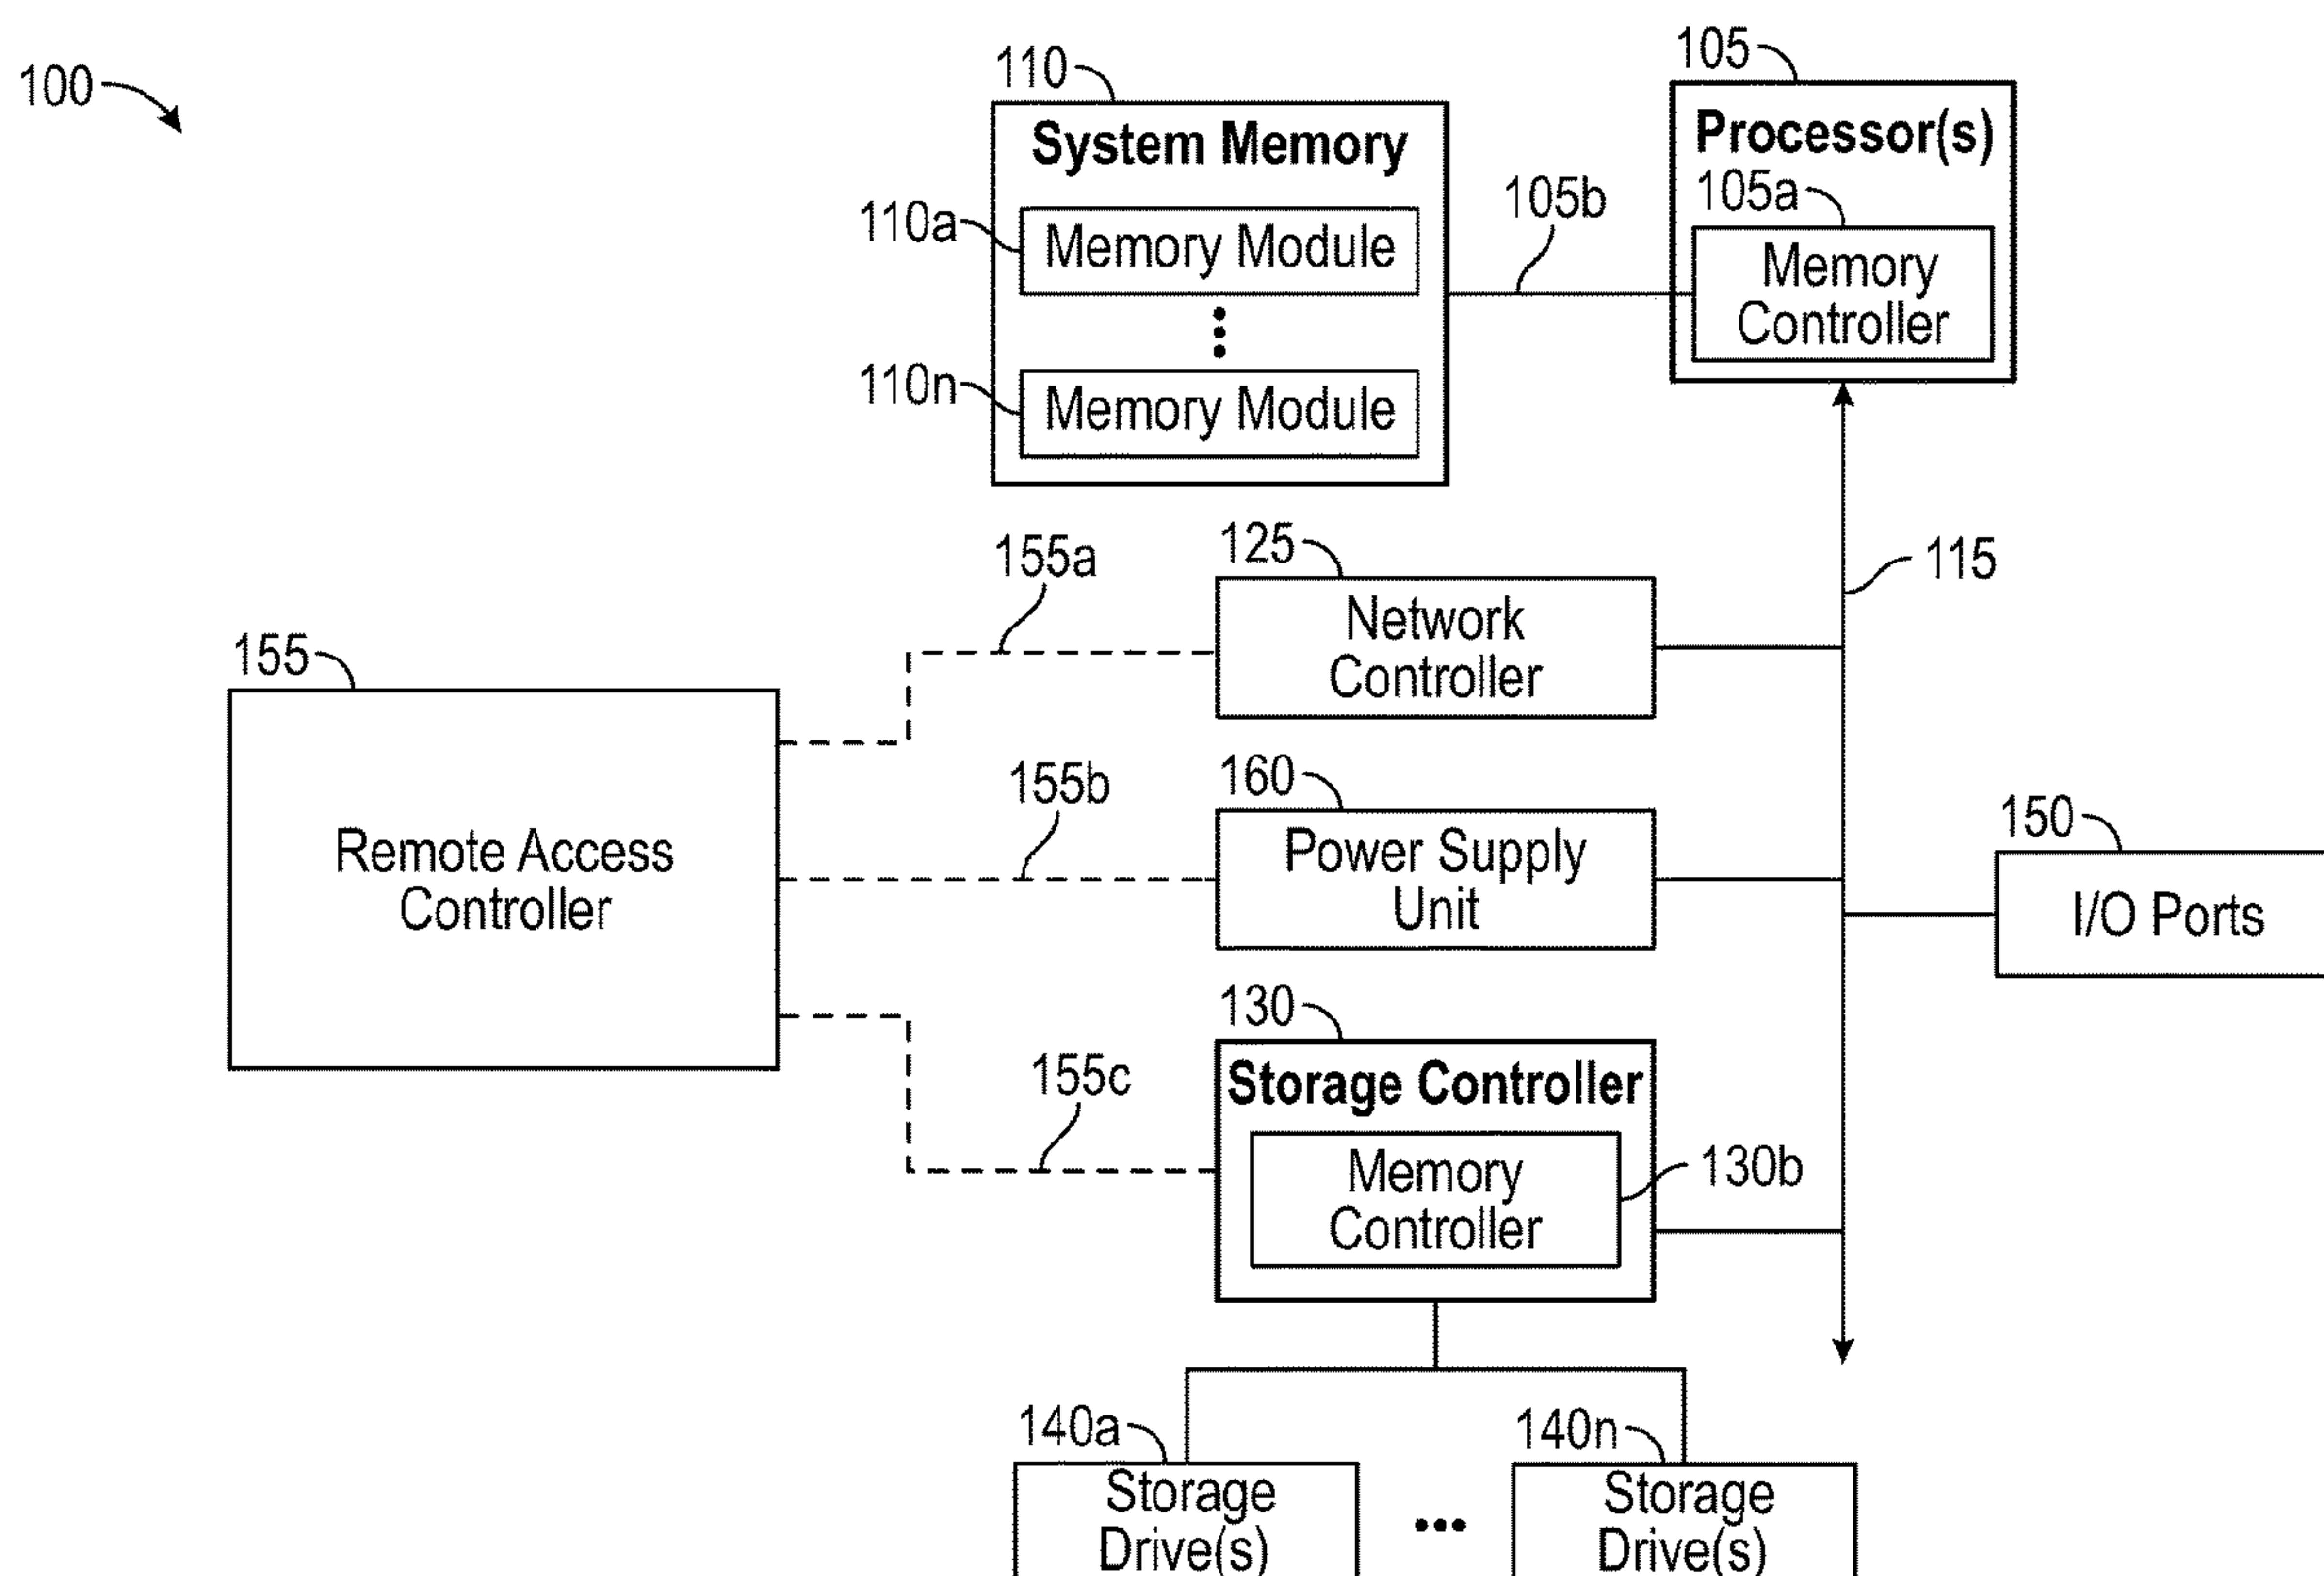 100
110
System Memory
110a
Memory Module
110n
Memory Module
105b
105
Processor(s)
105a
Memory
Controller
115
155a
125
Network
Controller
155
Remote Access
Controller
155b
160
Power Supply
Unit
150
I/O Ports
155c
130
Storage Controller
Memory
Controller
130b
140a
Storage
Drive(s)
140n
Storage
Drive(s)